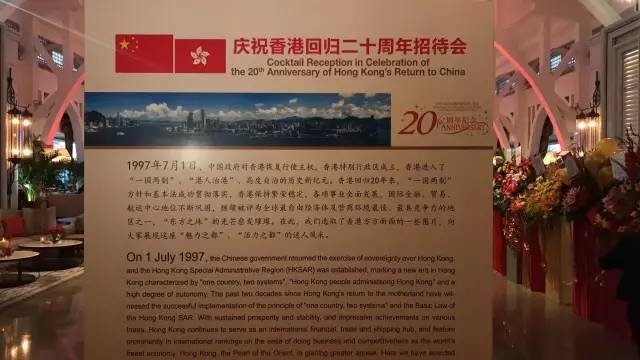 庆祝香港回归二十周年招待会
Cocktail Reception in Celebration of
the 20th Anniversary of Hong Kong's Return to China
20周年纪念
ANNIVERSARY
1997年7月1日，中国政府对香港恢复行使主权，香港特别行政区成立，香港进入了
“一国两制”、“港人治港”、高度自治的历史新纪元。香港回归20年来，“一国两制”
方针和基本法成功贯彻落实，香港保持繁荣稳定，各项事业全面发展，国际金融、贸易、
航运中心地位不断巩固，继续被评为全球最自由经济体及营商环境最佳、最具竞争力的地
区之一，“东方之珠”的光芒愈发璀璨。在此，我们选取了香港方方面面的一些图片，向
大家展现这座“魅力之都”、“活力之都”的迷人风采。
On 1 July 1997, the Chinese government resumed the exercise of sovereignty over Hong Kong,
and the Hong Kong Special Administrative Region (HKSAR) was established, marking a new era in Hong
Kong characterized by "one country, two systems", "Hong Kong people administering Hong Kong" and a
high degree of autonomy. The past two decades since Hong Kong's return to the motherland have wit-
nessed the successful implementation of the principle of "one country, two systems" and the Basic Law of
the Hong Kong SAR. With sustained prosperity and stability, and impressive achievements on various
fronts, Hong Kong continues to serve as an international financial, trade and shipping hub, and feature
prominently in international rankings on the ease of doing business and competitiveness as the world's
freest economy. Hong Kong, the Pearl of the Orient, is gaining greater appeal. Here we have selected